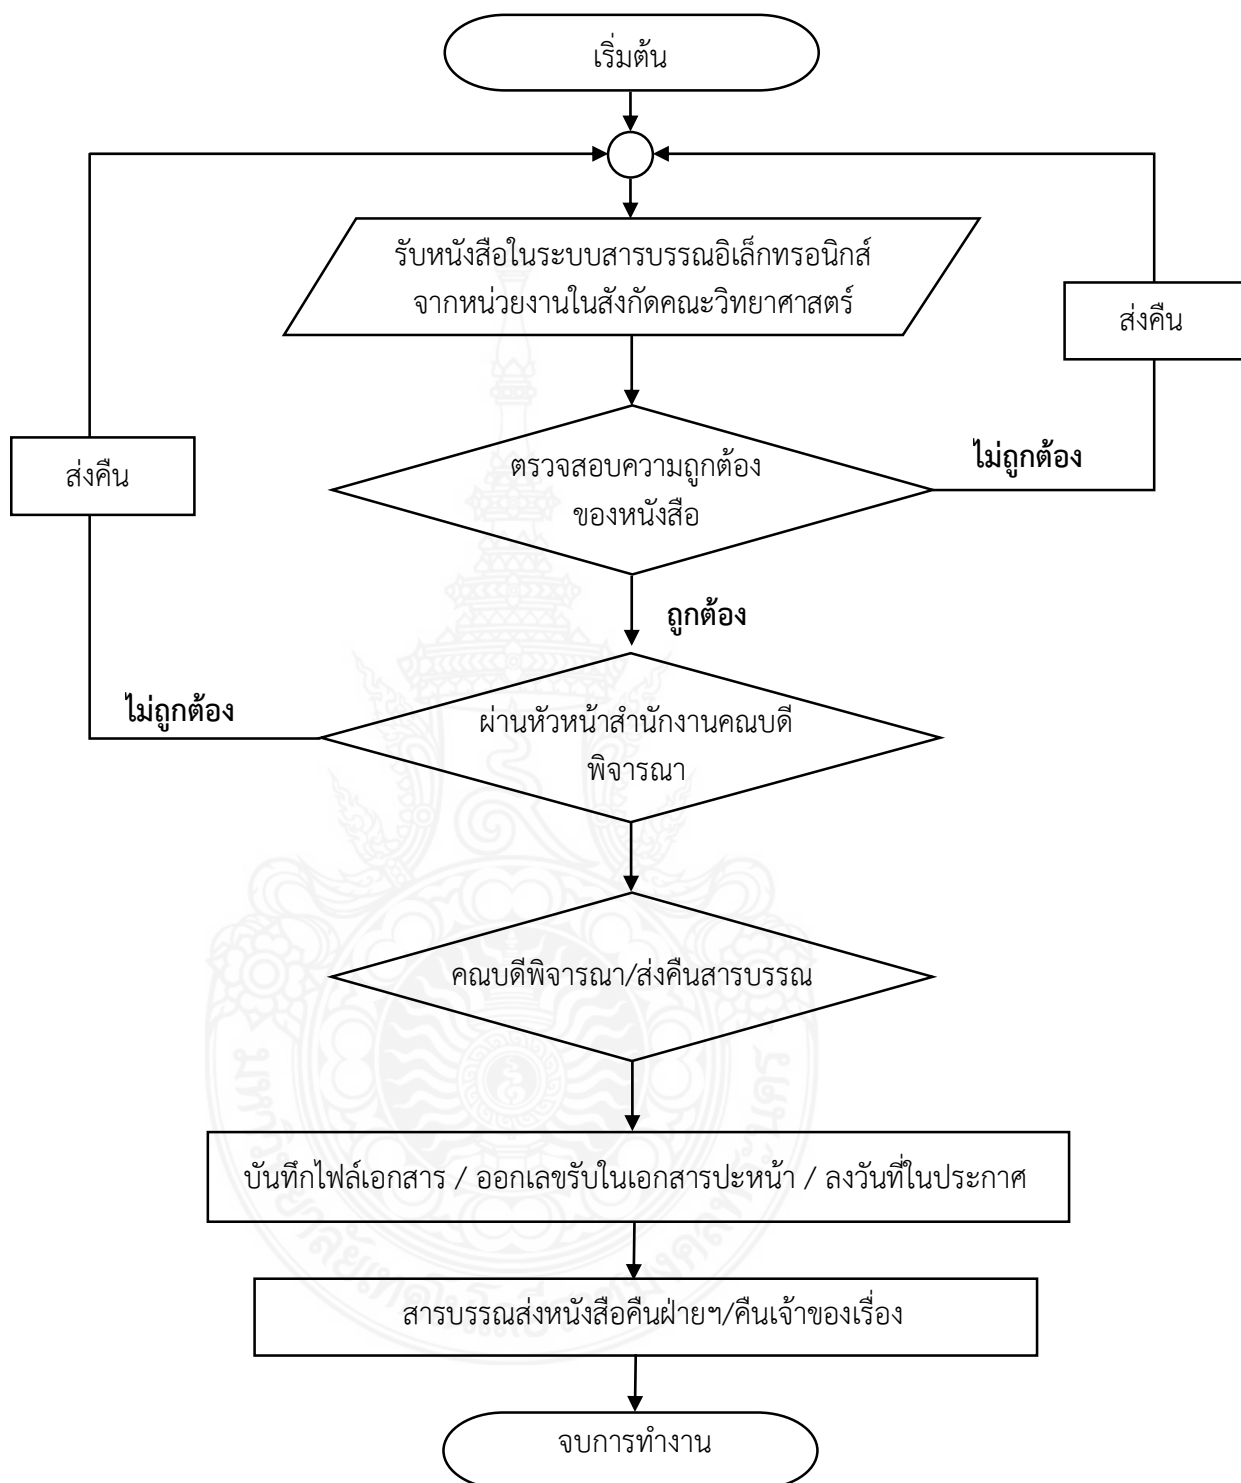 เริ่มต้น
รับหนังสือในระบบสารบรรณอิเล็กทรอนิกส์
จากหน่วยงานในสังกัดคณะวิทยาศาสตร์
ส่งคืน
ตรวจสอบความถูกต้อง
ของหนังสือ
ไม่ถูกต้อง
ส่งคืน
ถูกต้อง
ไม่ถูกต้อง
ผ่านหัวหน้าสำนักงานคณบดี
พิจารณา
คณบดีพิจารณา/ส่งคืนสารบรรณ
บันทึกไฟล์เอกสาร / ออกเลขรับในเอกสารปะหน้า / ลงวันที่ในประกาศ
สารบรรณส่งหนังสือคืนฝ่ายฯ/คืนเจ้าของเรื่อง
จบการทำงาน